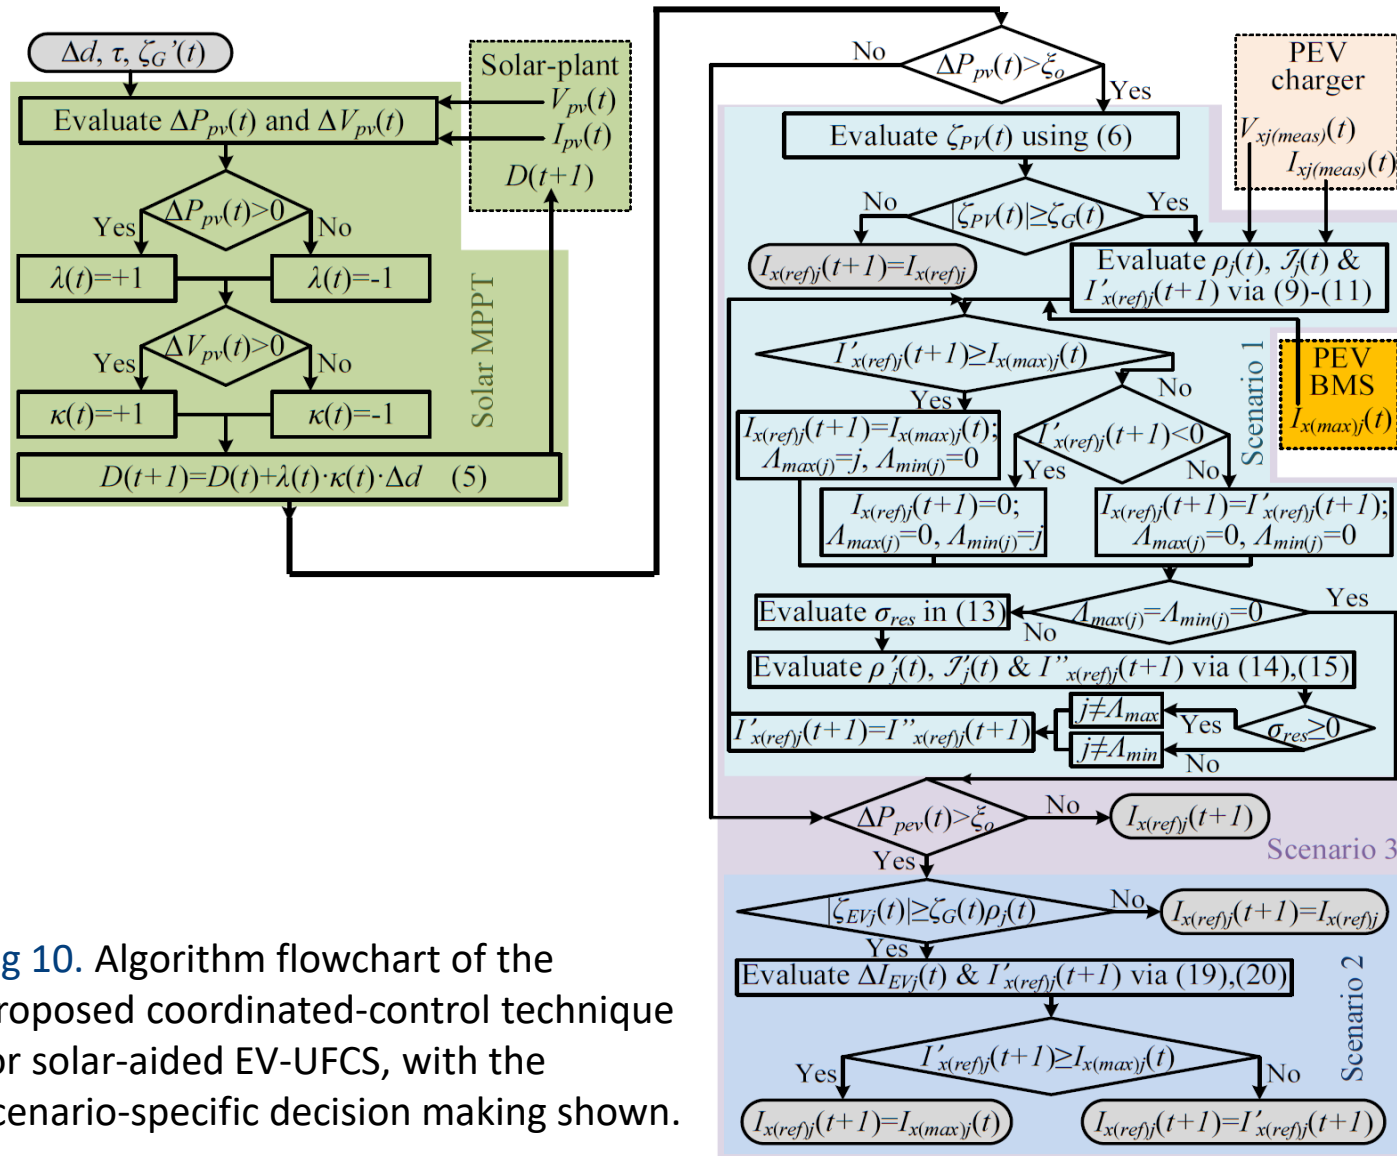 Δd, τ, ζG’(t)
Solar-plant
Vpv(t)
Ipv(t)
D(t+1)
Evaluate ΔPpv(t) and ΔVpv(t)
ΔPpv(t)>0
Yes
No
λ(t)=+1
λ(t)=-1
ΔVpv(t)>0
Yes
No
κ(t)=+1
κ(t)=-1
Solar MPPT
D(t+1)=D(t)+λ(t)·κ(t)·Δd (5)
No
ΔPpv(t)>ξo
Yes
PEV
charger
Vxj(meas)(t)
Ixj(meas)(t)
Evaluate ζPV(t) using (6)
No
|ζPV(t)|≥ζG(t)
Yes
Ix(ref)j(t+1)=Ix(ref)j
Evaluate ρj(t), 𝒥j(t) &
I'x(ref)j(t+1) via (9)-(11)
I'x(ref)j(t+1)≥Ix(max)j(t)
Scenario 1
PEV
BMS
Ix(max)j(t)
Yes
No
Ix(ref)j(t+1)=Ix(max)j(t);
Λmax(j)=j, Λmin(j)=0
I'x(ref)j(t+1)<0
Yes
No
Ix(ref)j(t+1)=0;
Λmax(j)=0, Λmin(j)=j
Ix(ref)j(t+1)=I'x(ref)j(t+1);
Λmax(j)=0, Λmin(j)=0
Evaluate σres in (13)
No
Λmax(j)=Λmin(j)=0
Yes
Evaluate ρ'j(t), 𝒥'j(t) & I’’x(ref)j(t+1) via (14),(15)
I'x(ref)j(t+1)=I’’x(ref)j(t+1)
j≠Λmax
Yes
σres≥0
j≠Λmin
No
ΔPpev(t)>ξo
No
Ix(ref)j(t+1)
Scenario 3
Yes
|ζEVj(t)|≥ζG(t)ρj(t)
No
Ix(ref)j(t+1)=Ix(ref)j
Yes
Evaluate ΔIEVj(t) & I'x(ref)j(t+1) via (19),(20)
Scenario 2
I'x(ref)j(t+1)≥Ix(max)j(t)
Yes
No
Ix(ref)j(t+1)=Ix(max)j(t)
Ix(ref)j(t+1)=I'x(ref)j(t+1)
g 10. Algorithm flowchart of the
roposed coordinated-control technique
or solar-aided EV-UFCS, with the
cenario-specific decision making shown.